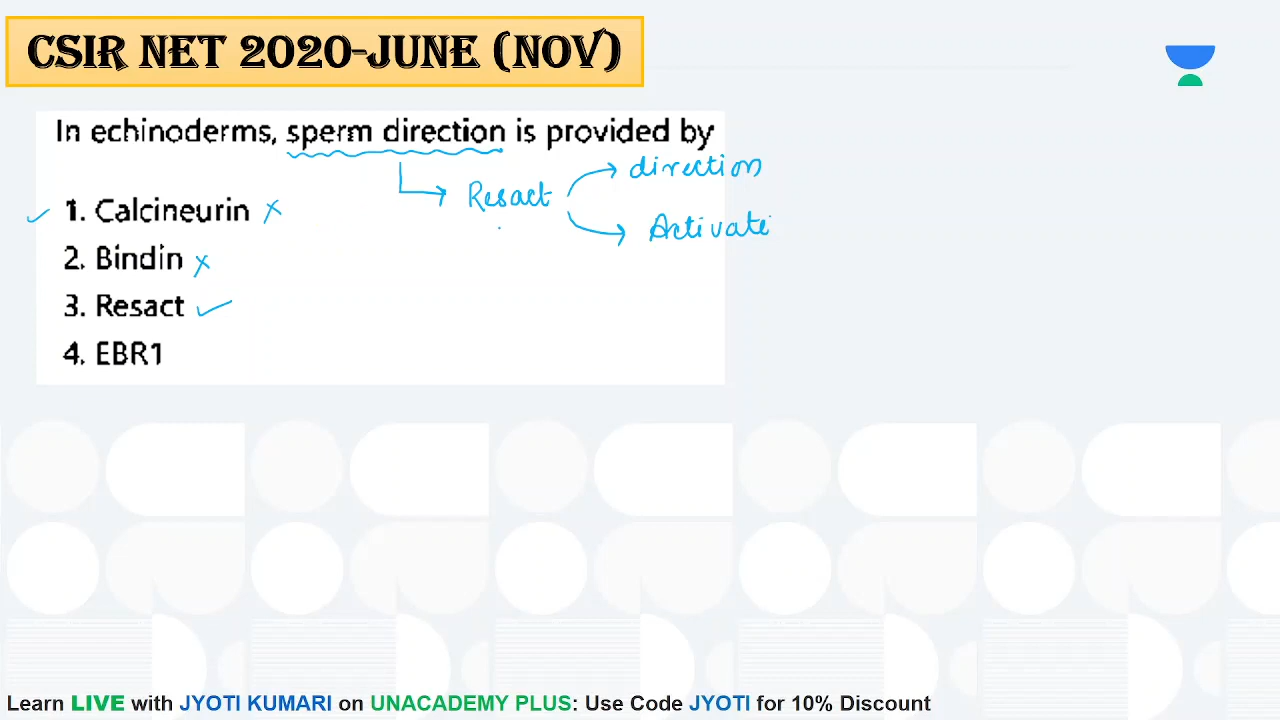 CSIR NET 2020-JUNE (NOV)
In echinoderms, sperm direction is provided by
direction
Resact
Activate
1. Calcineurin
2. Bindin
3. Resact
4. EBR1
Learn LIVE with JYOTI KUMARI on UNACADEMY PLUS: Use Code JYOTI for 10% Discount